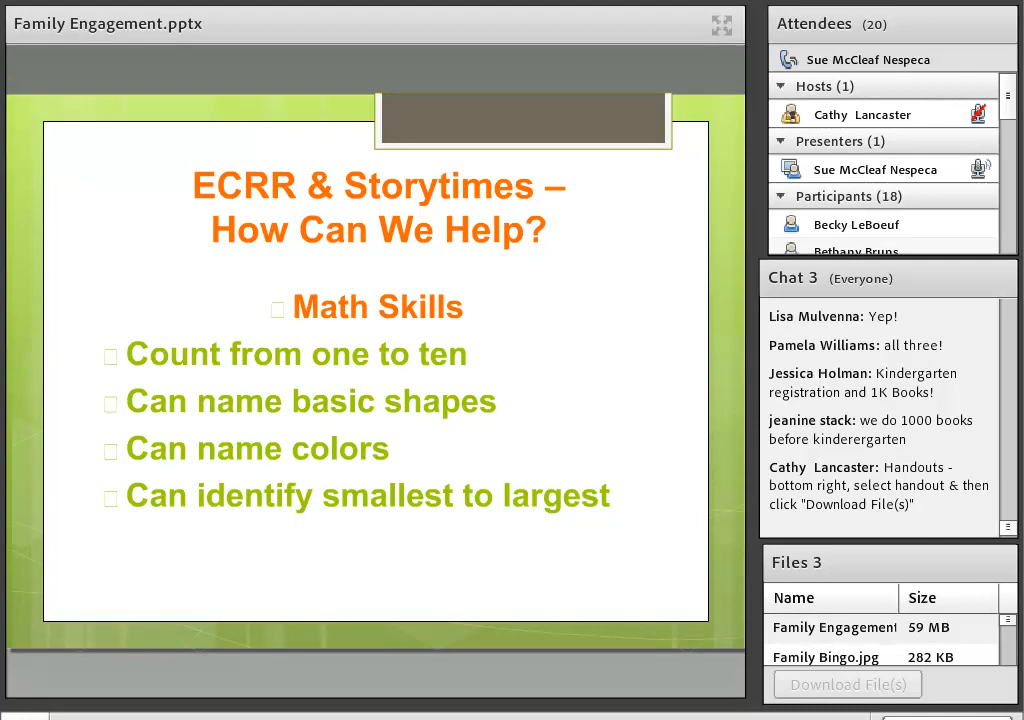 Family Engagement.pptx
ECRR & Storytimes –
How Can We Help?
Math Skills
Count from one to ten
Can name basic shapes
Can name colors
Can identify smallest to largest
Attendees (20)
Sue McCleaf Nespeca
Hosts (1)
Cathy Lancaster
Presenters (1)
Sue McCleaf Nespeca
Participants (18)
Becky LeBoeuf
Bethany Bruns
Chat 3 (Everyone)
Lisa Mulvenna: Yep!
Pamela Williams: all three!
Jessica Holman: Kindergarten
registration and 1K Books!
jeanine stack: we do 1000 books
before kinderergarten
Cathy Lancaster: Handouts -
bottom right, select handout & then
click "Download File(s)"
Files 3
Name Size
Family Engagement 59 MB
Family Bingo.jpg 282 KB
Download File(s)